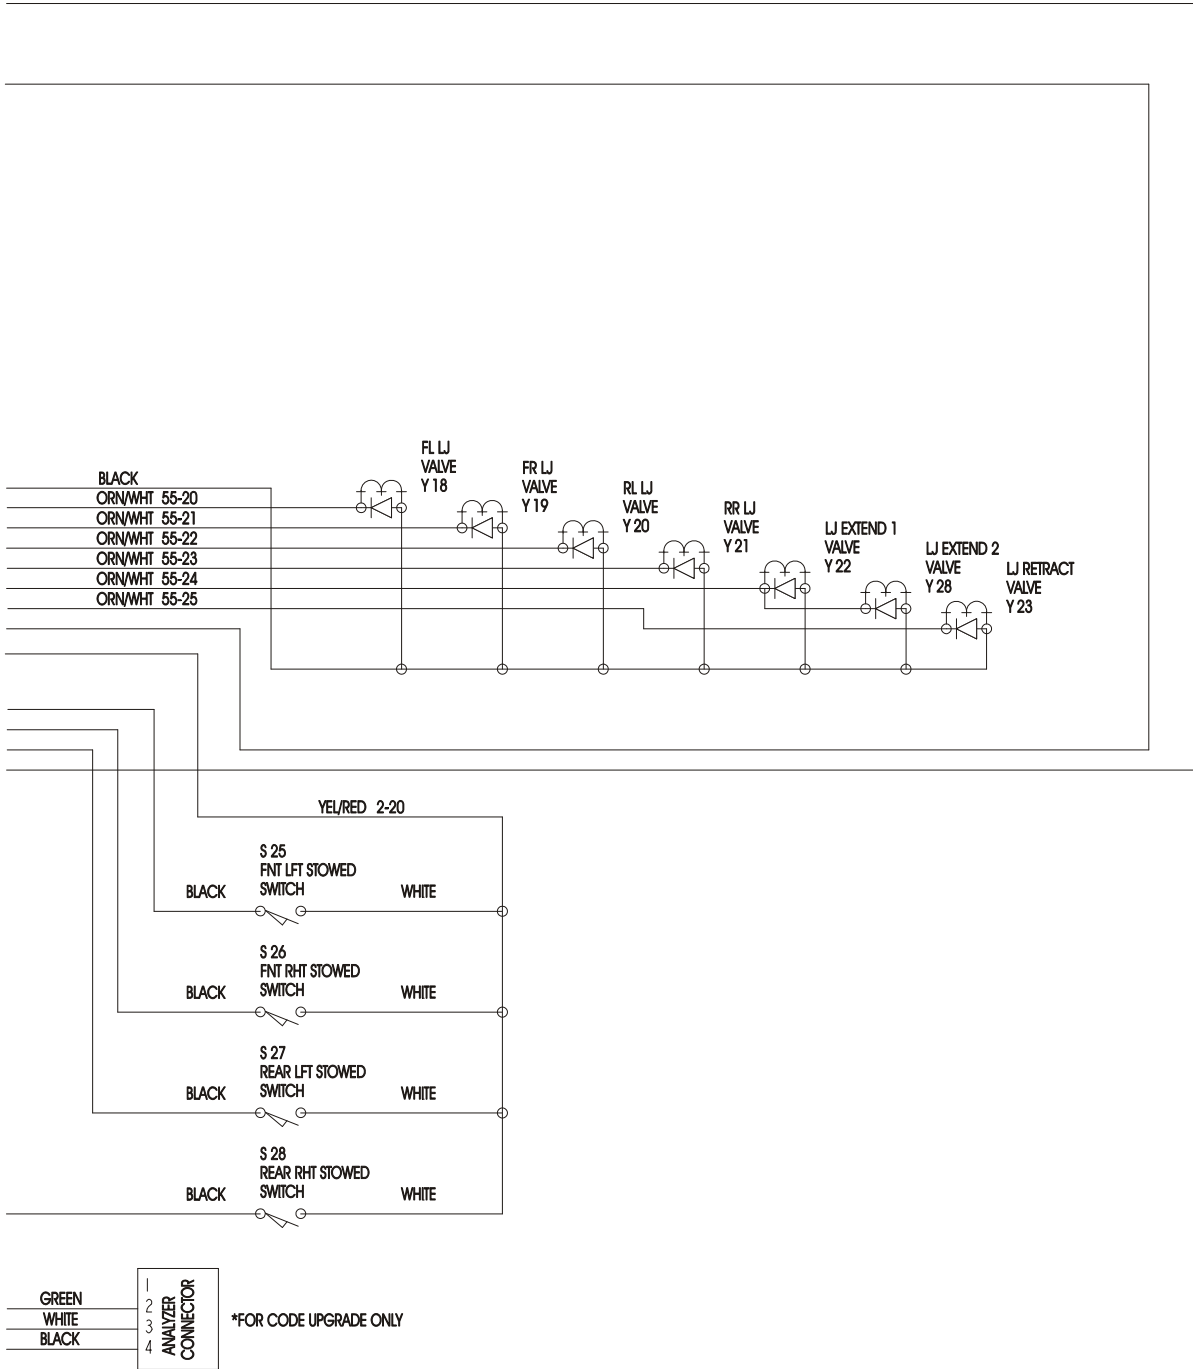 FL LJ
VALVE
Y 18
FR LJ
VALVE
Y 19
RL LJ
VALVE
Y 20
RR LJ
VALVE
Y 21
LJ EXTEND 1
VALVE
Y 22
LJ EXTEND 2
VALVE
Y 28
LJ RETRACT
VALVE
Y 23
BLACK
ORN/WHT 55-20
ORN/WHT 55-21
ORN/WHT 55-22
ORN/WHT 55-23
ORN/WHT 55-24
ORN/WHT 55-25
YEL/RED 2-20
S 25
FNT LFT STOWED
SWITCH
BLACK
WHITE
S 26
FNT RHT STOWED
SWITCH
BLACK
WHITE
S 27
REAR LFT STOWED
SWITCH
BLACK
WHITE
S 28
REAR RHT STOWED
SWITCH
BLACK
WHITE
GREEN
WHITE
BLACK
1
2
3
4
ANALYZER
CONNECTOR
*FOR CODE UPGRADE ONLY